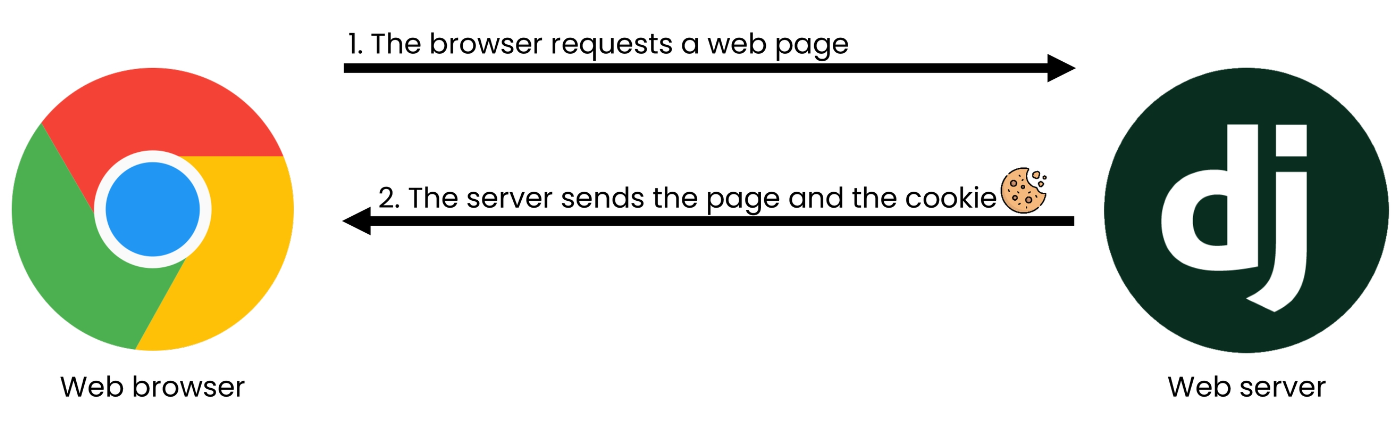 1. The browser requests a web page
2. The server sends the page and the cookie
dj
Web browser
Web server